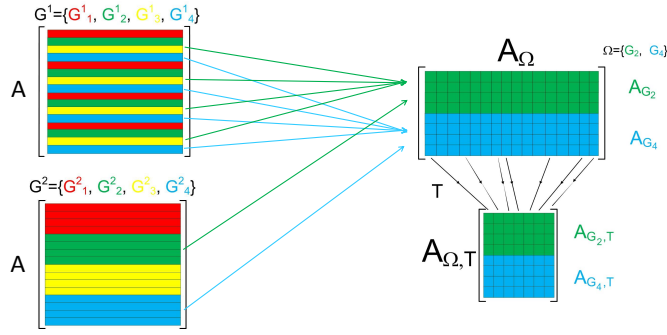 G¹={G¹₁, G¹₂, G¹₃, G¹₄}
A
G²={G²₁, G²₂, G²₃, G²₄}
A
A_Ω
Ω={G₂, G₄}
A_G₂
A_G₄
T
A_Ω,T
A_G₂,T
A_G₄,T